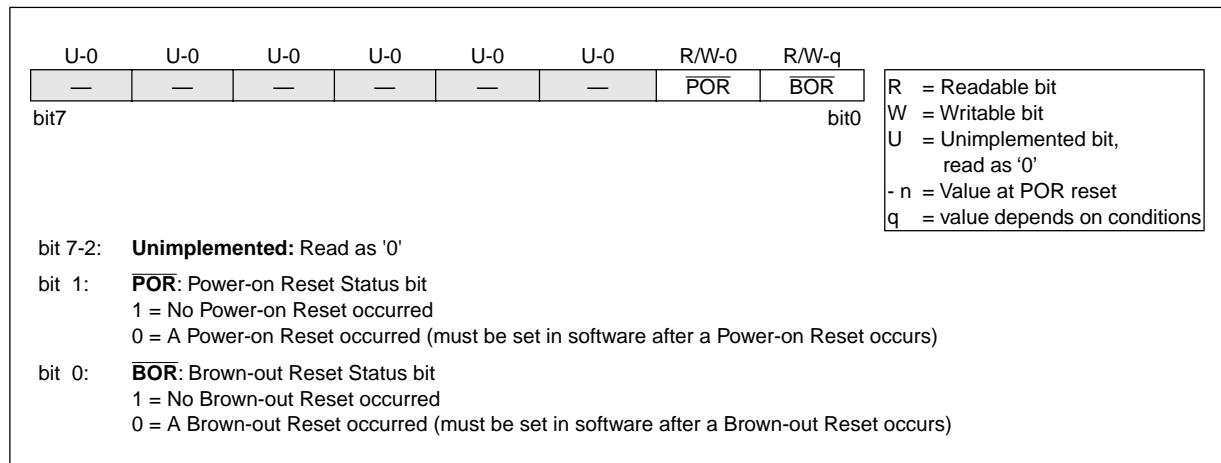 U-0 U-0 U-0 U-0 U-0 U-0 R/W-0 R/W-q
— — — — — — P̅O̅R̅ B̅O̅R̅
bit7 bit0
R = Readable bit
W = Writable bit
U = Unimplemented bit,
read as ‘0’
- n = Value at POR reset
q = value depends on conditions
bit 7-2: Unimplemented: Read as '0'
bit 1: P̅O̅R̅: Power-on Reset Status bit
1 = No Power-on Reset occurred
0 = A Power-on Reset occurred (must be set in software after a Power-on Reset occurs)
bit 0: B̅O̅R̅: Brown-out Reset Status bit
1 = No Brown-out Reset occurred
0 = A Brown-out Reset occurred (must be set in software after a Brown-out Reset occurs)